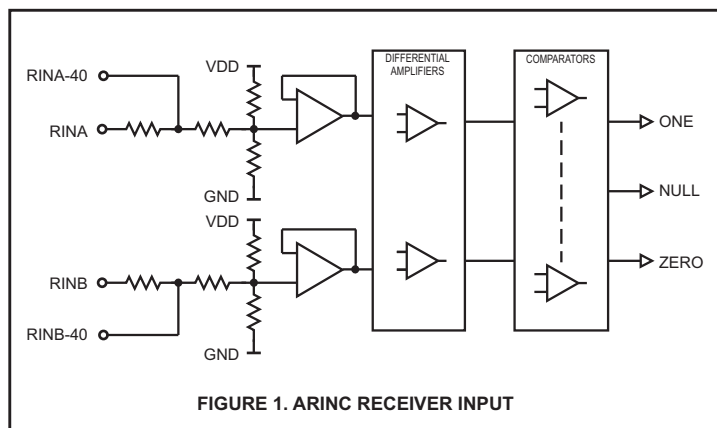 DIFFERENTIAL
AMPLIFIERS
COMPARATORS
RINA-40
VDD
RINA
ONE
GND
NULL
VDD
RINB
ZERO
RINB-40
GND
FIGURE 1. ARINC RECEIVER INPUT